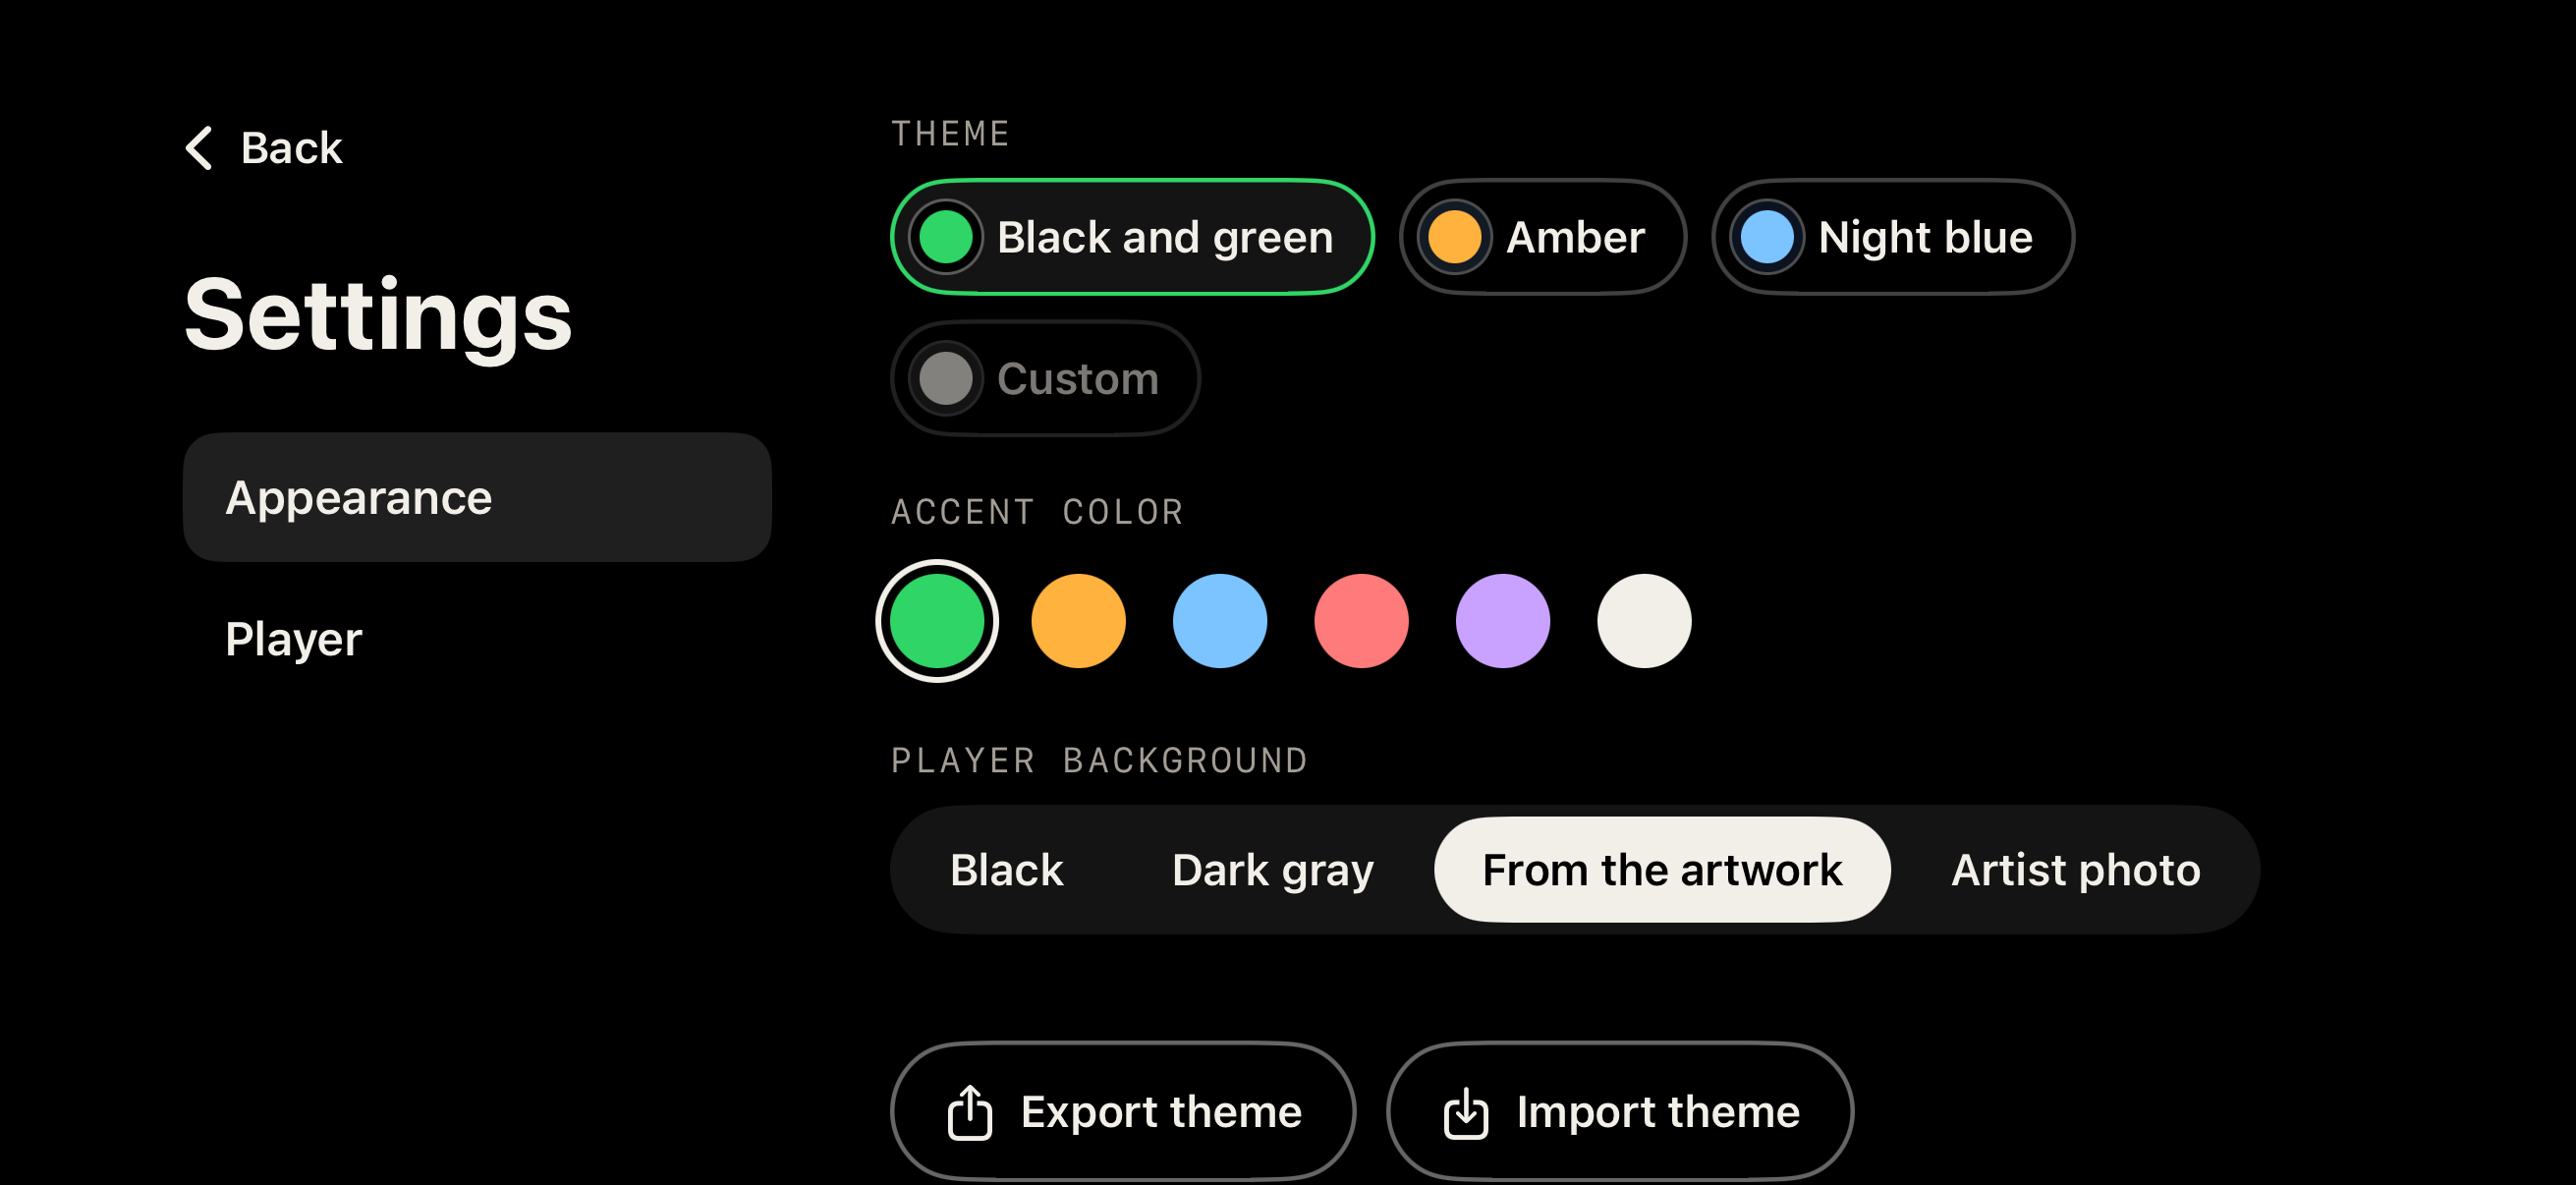 Back
Settings
Appearance
Player
THEME
Black and green
Amber
Night blue
Custom
ACCENT COLOR
PLAYER BACKGROUND
Black
Dark gray
From the artwork
Artist photo
Export theme
Import theme